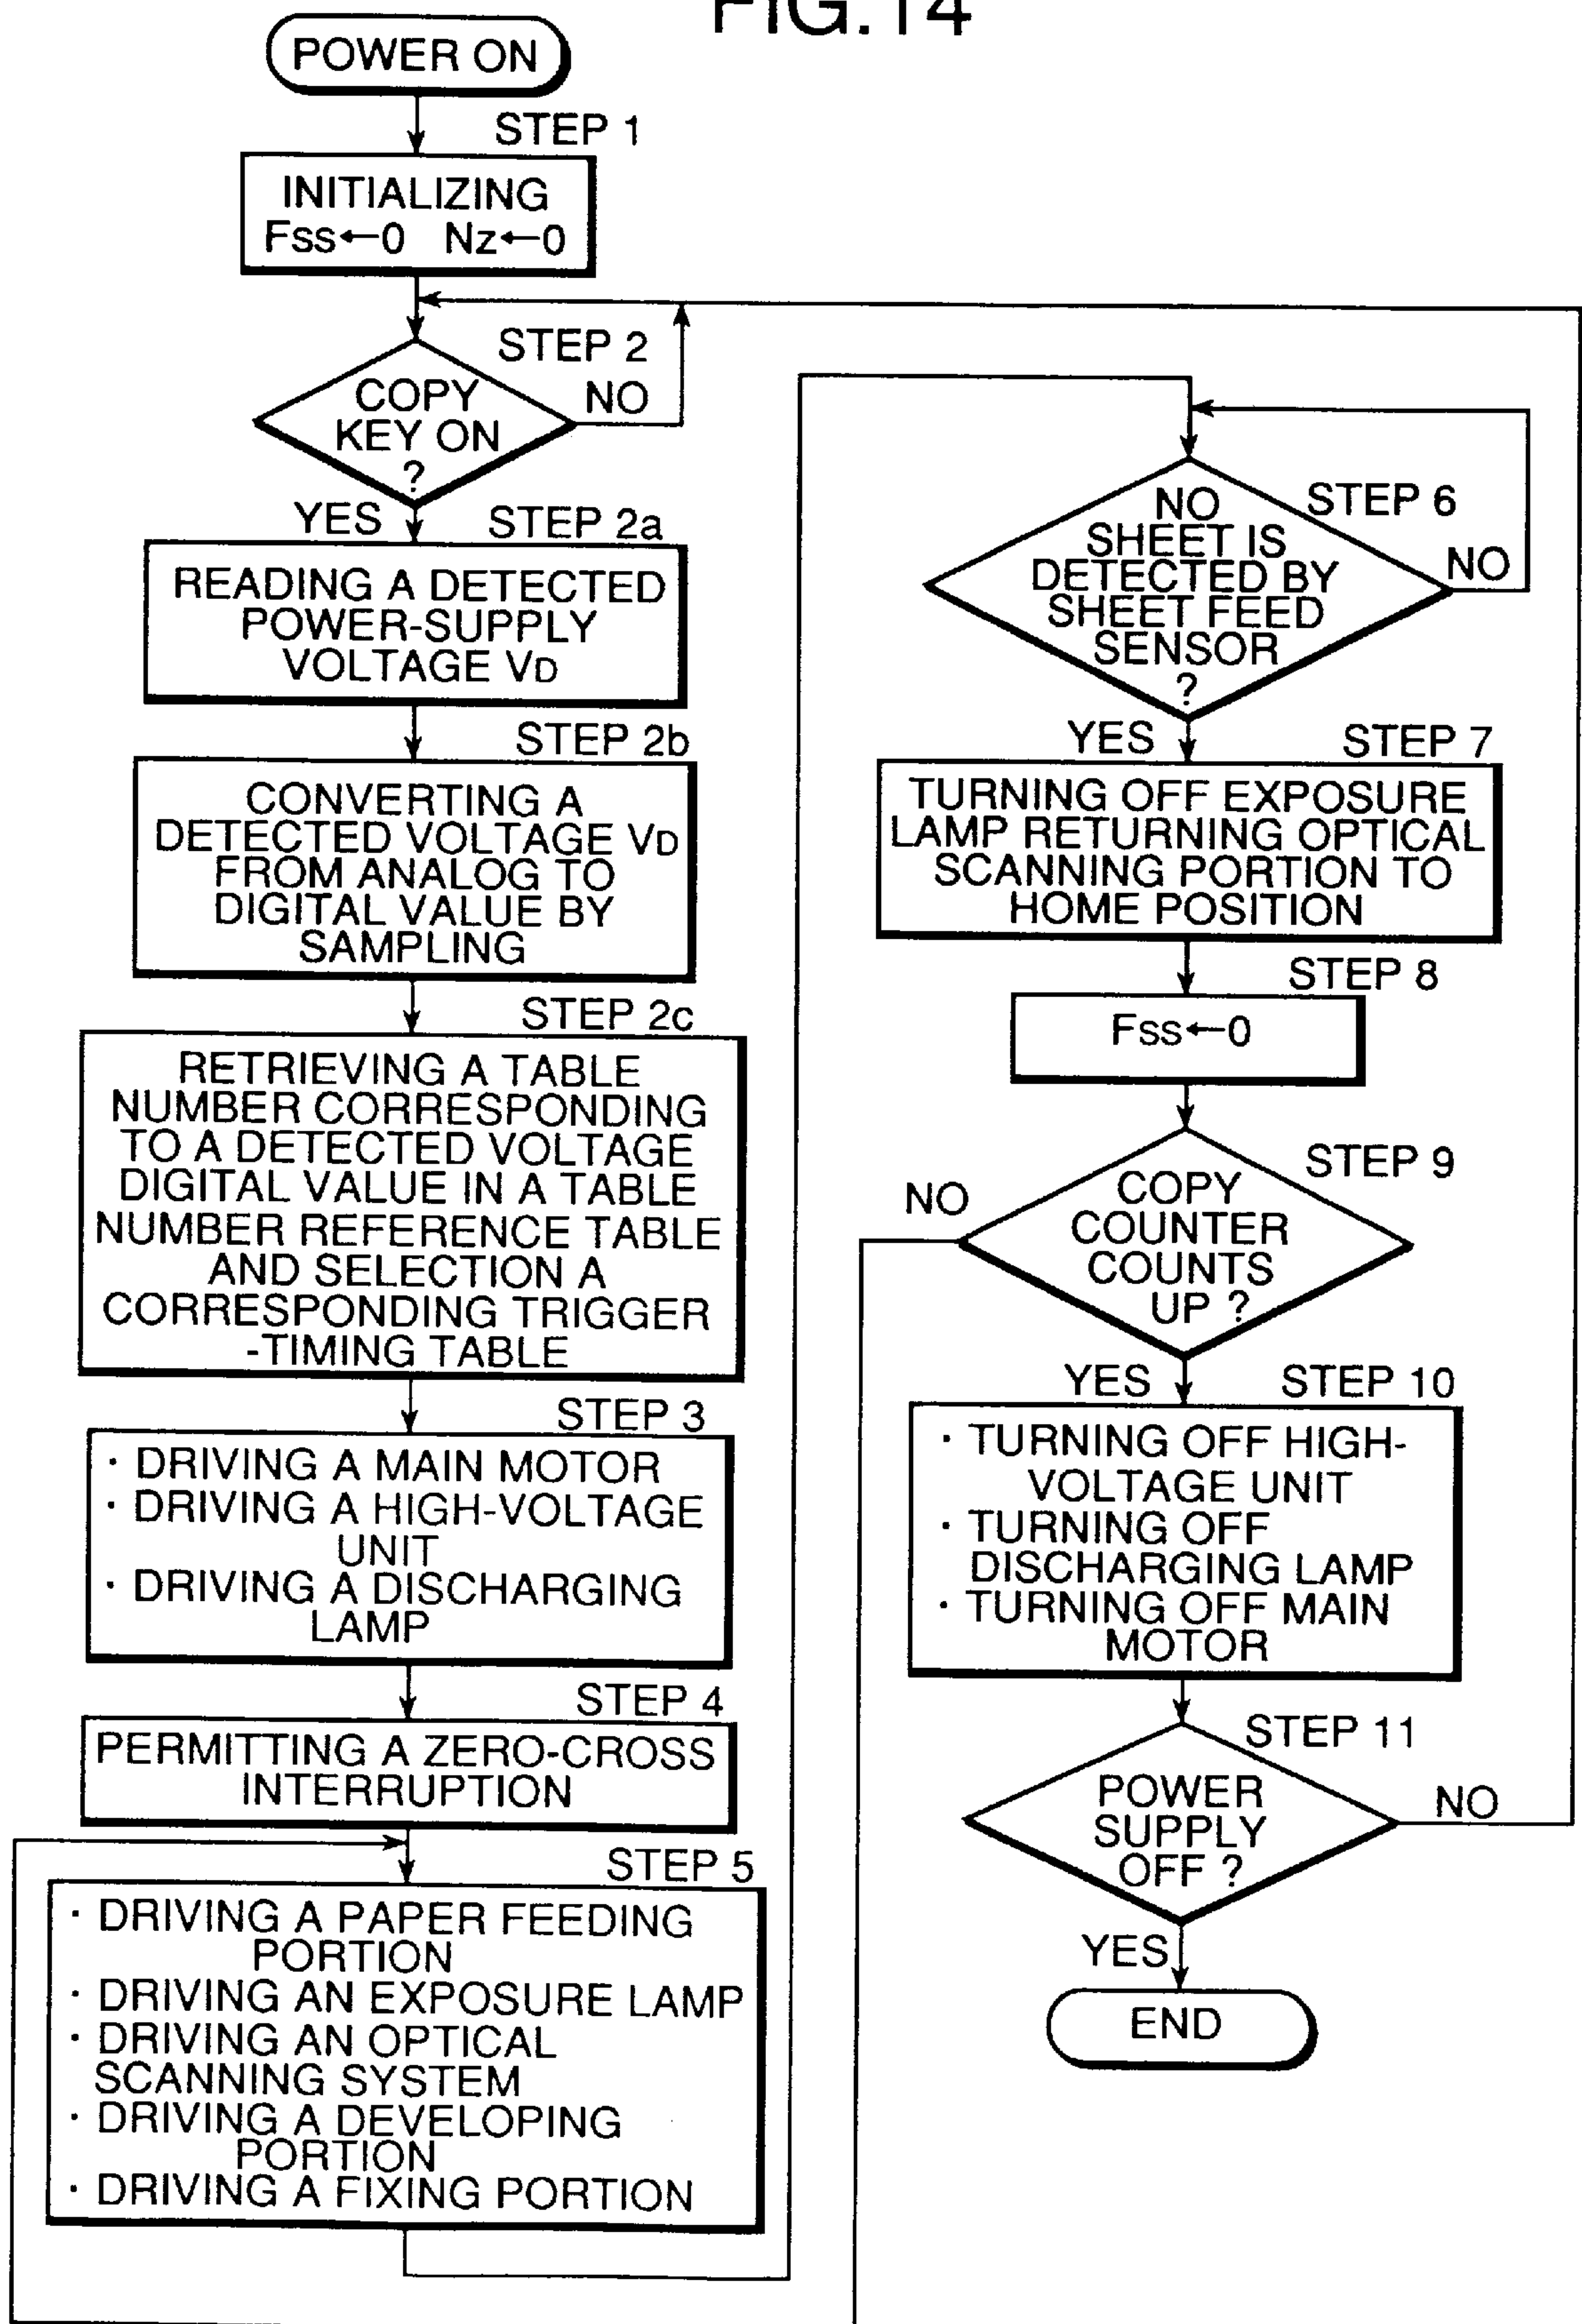 FIG.14
POWER ON
STEP 1
INITIALIZING
Fss←0 Nz←0
STEP 2
COPY
KEY ON
?
NO
YES
STEP 2a
READING A DETECTED
POWER-SUPPLY
VOLTAGE VD
STEP 2b
CONVERTING A
DETECTED VOLTAGE VD
FROM ANALOG TO
DIGITAL VALUE BY
SAMPLING
STEP 2c
RETRIEVING A TABLE
NUMBER CORRESPONDING
TO A DETECTED VOLTAGE
DIGITAL VALUE IN A TABLE
NUMBER REFERENCE TABLE
AND SELECTION A
CORRESPONDING TRIGGER
-TIMING TABLE
STEP 3
· DRIVING A MAIN MOTOR
· DRIVING A HIGH-VOLTAGE
UNIT
· DRIVING A DISCHARGING
LAMP
STEP 4
PERMITTING A ZERO-CROSS
INTERRUPTION
STEP 5
· DRIVING A PAPER FEEDING
PORTION
· DRIVING AN EXPOSURE LAMP
· DRIVING AN OPTICAL
SCANNING SYSTEM
· DRIVING A DEVELOPING
PORTION
· DRIVING A FIXING PORTION
STEP 6
NO
SHEET IS
DETECTED BY
SHEET FEED
SENSOR
?
NO
YES
STEP 7
TURNING OFF EXPOSURE
LAMP RETURNING OPTICAL
SCANNING PORTION TO
HOME POSITION
STEP 8
Fss←0
STEP 9
COPY
COUNTER
COUNTS
UP ?
NO
YES
STEP 10
· TURNING OFF HIGH-
VOLTAGE UNIT
· TURNING OFF
DISCHARGING LAMP
· TURNING OFF MAIN
MOTOR
STEP 11
POWER
SUPPLY
OFF ?
NO
YES
END